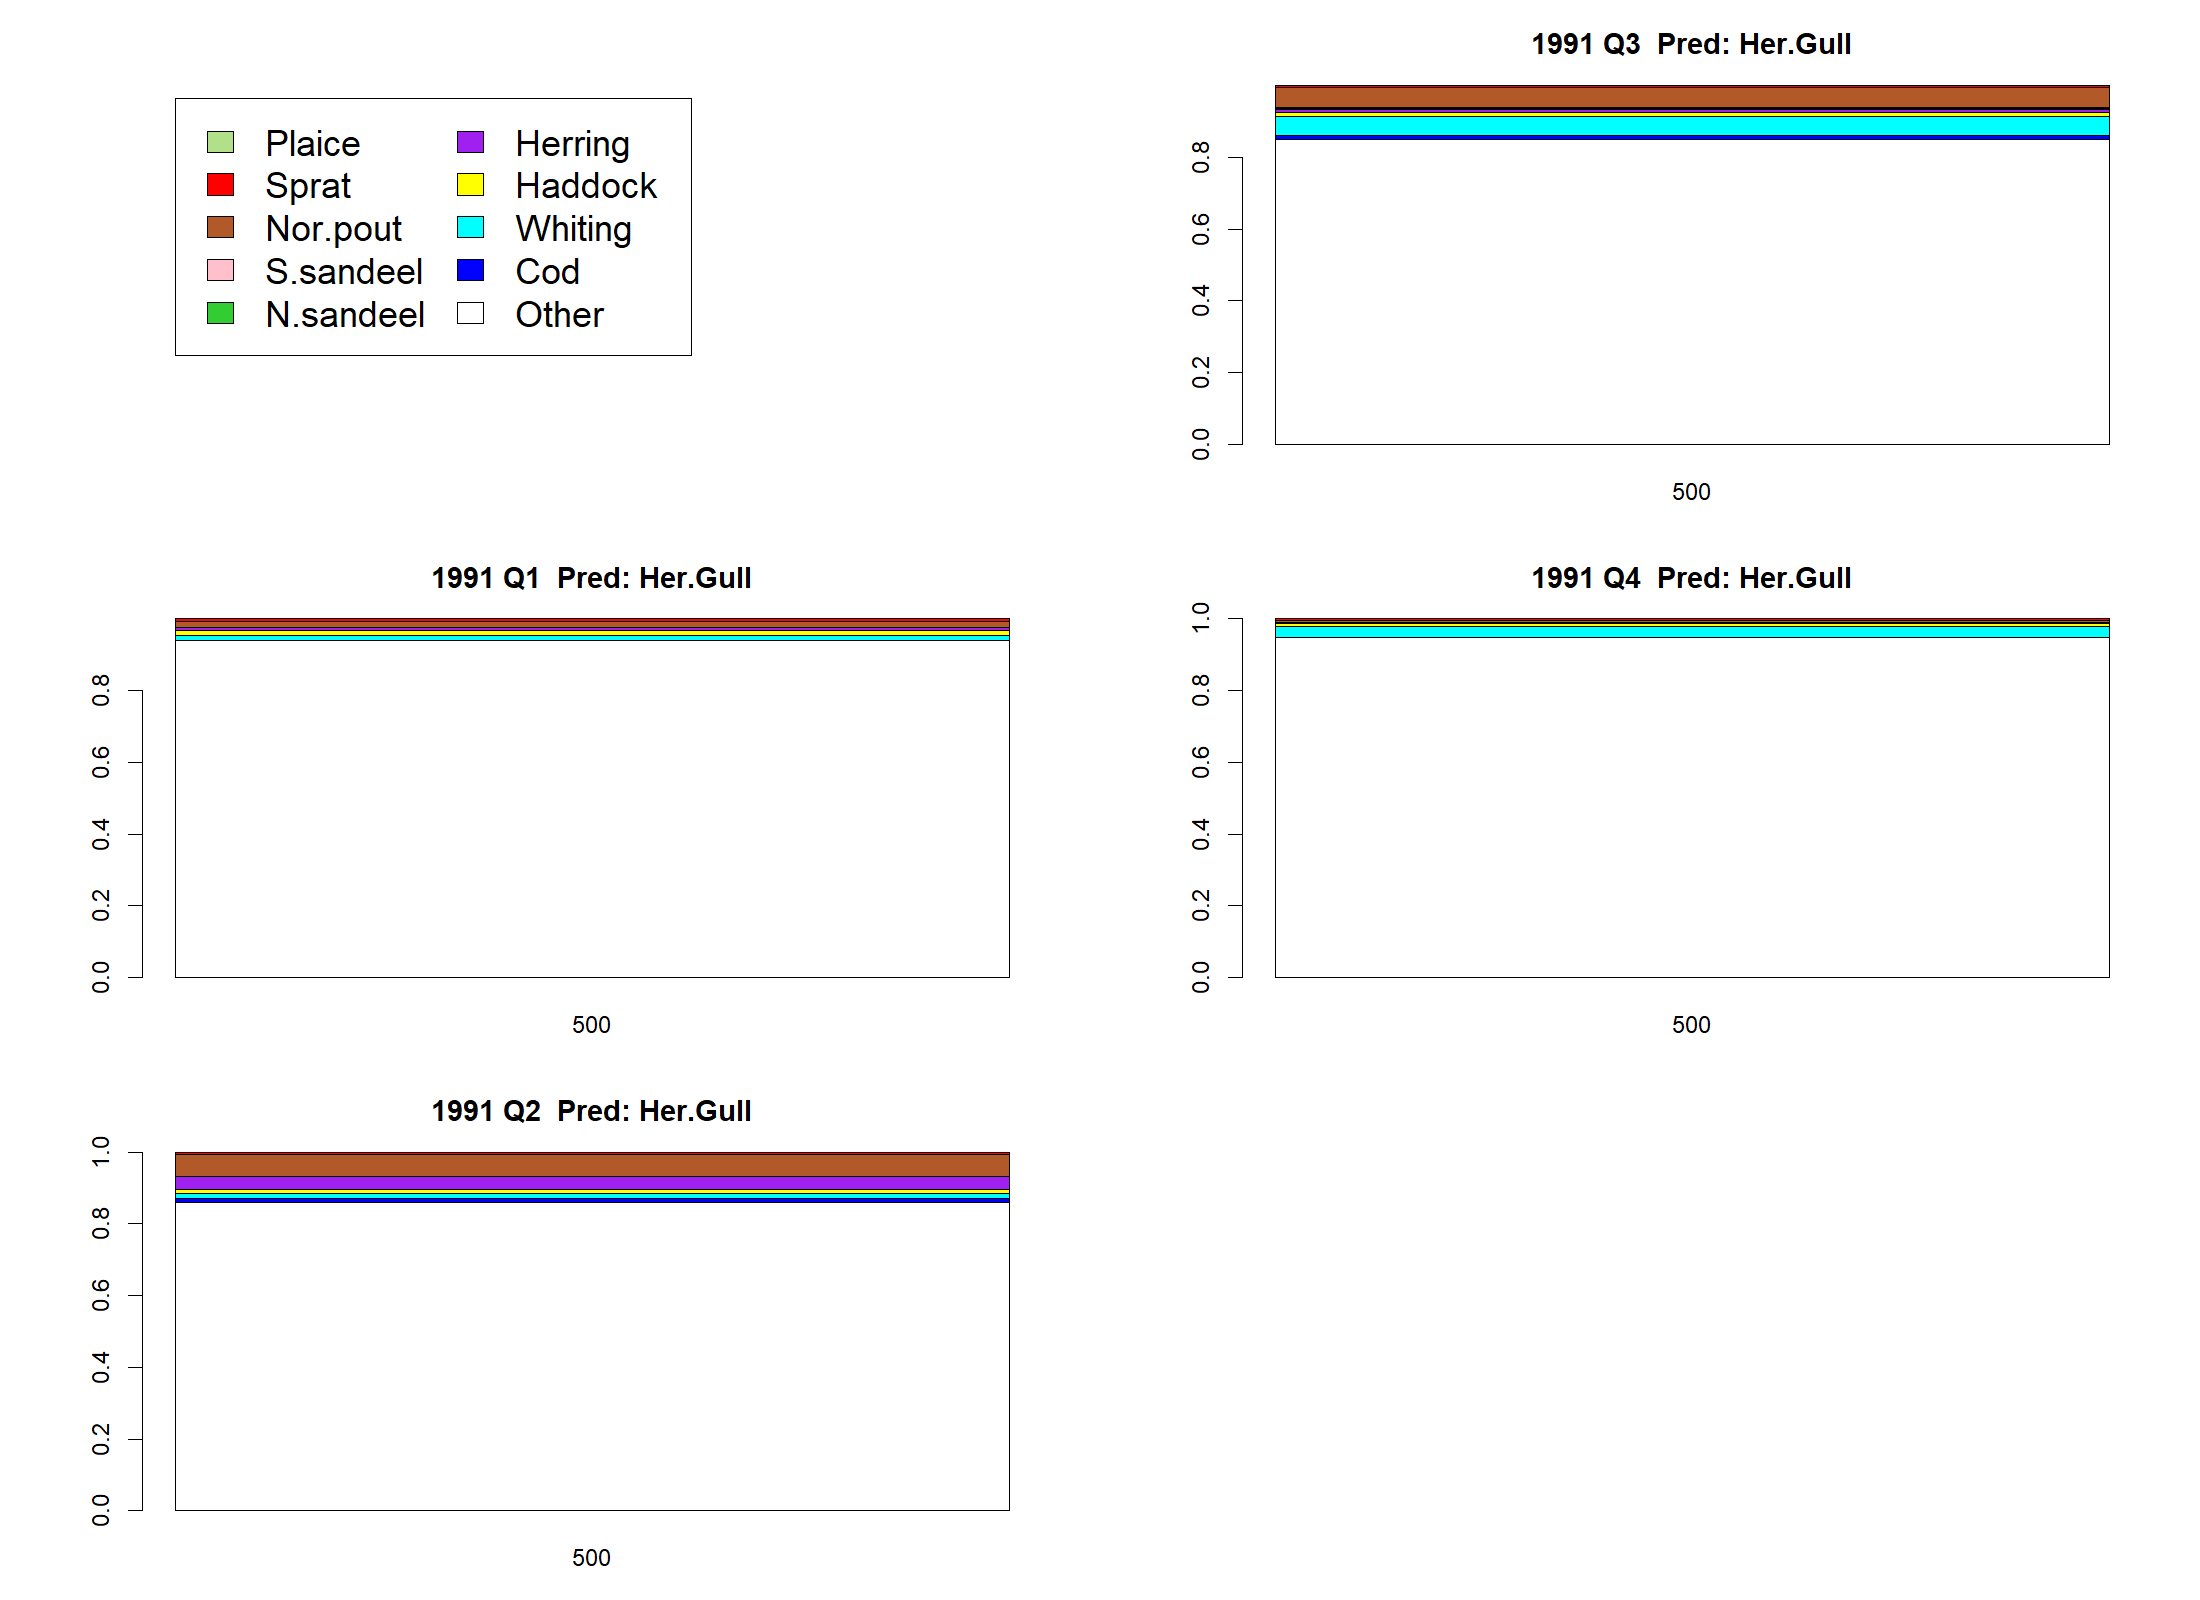 Plaice
Sprat
Nor.pout
S.sandeel
N.sandeel
Herring
Haddock
Whiting
Cod
Other
1991 Q3  Pred: Her.Gull
0.8
0.6
0.4
0.2
0.0
500
1991 Q1  Pred: Her.Gull
0.8
0.6
0.4
0.2
0.0
500
1991 Q4  Pred: Her.Gull
1.0
0.8
0.6
0.4
0.2
0.0
500
1991 Q2  Pred: Her.Gull
1.0
0.8
0.6
0.4
0.2
0.0
500